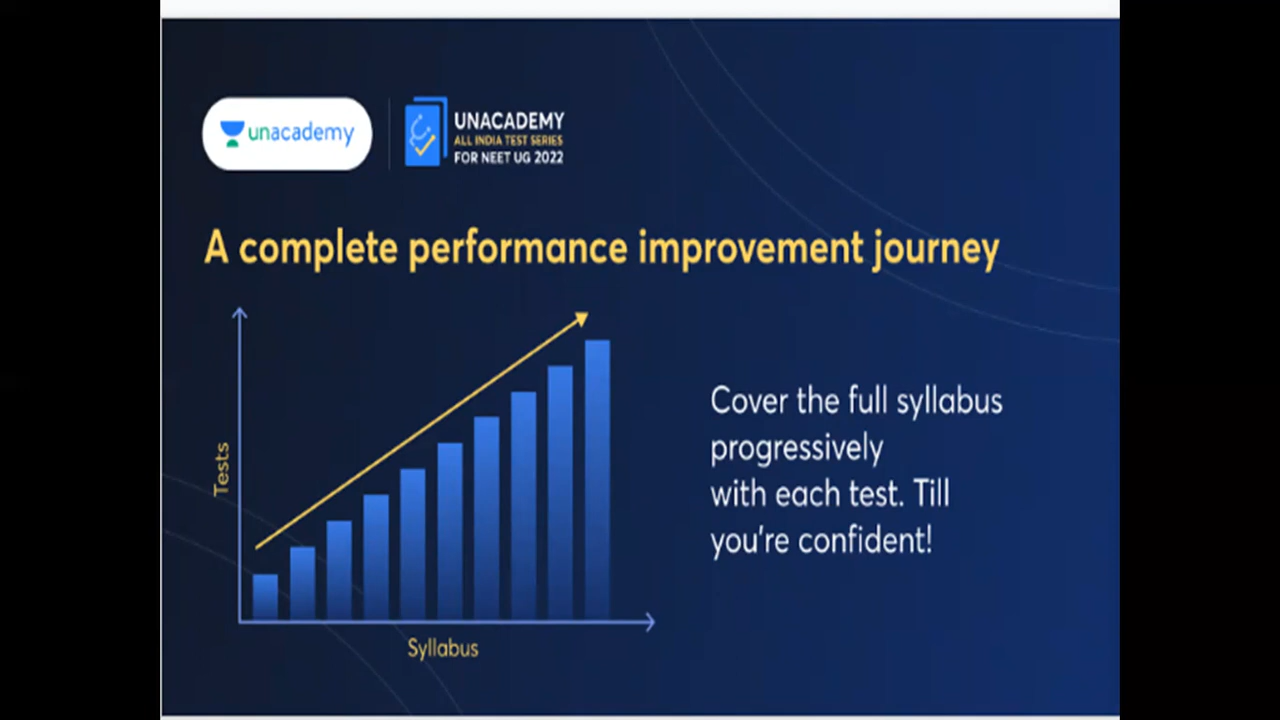 unacademy
UNACADEMY
ALL INDIA TEST SERIES
FOR NEET UG 2022
A complete performance improvement journey
Tests
Syllabus
Cover the full syllabus
progressively
with each test. Till
you're confident!